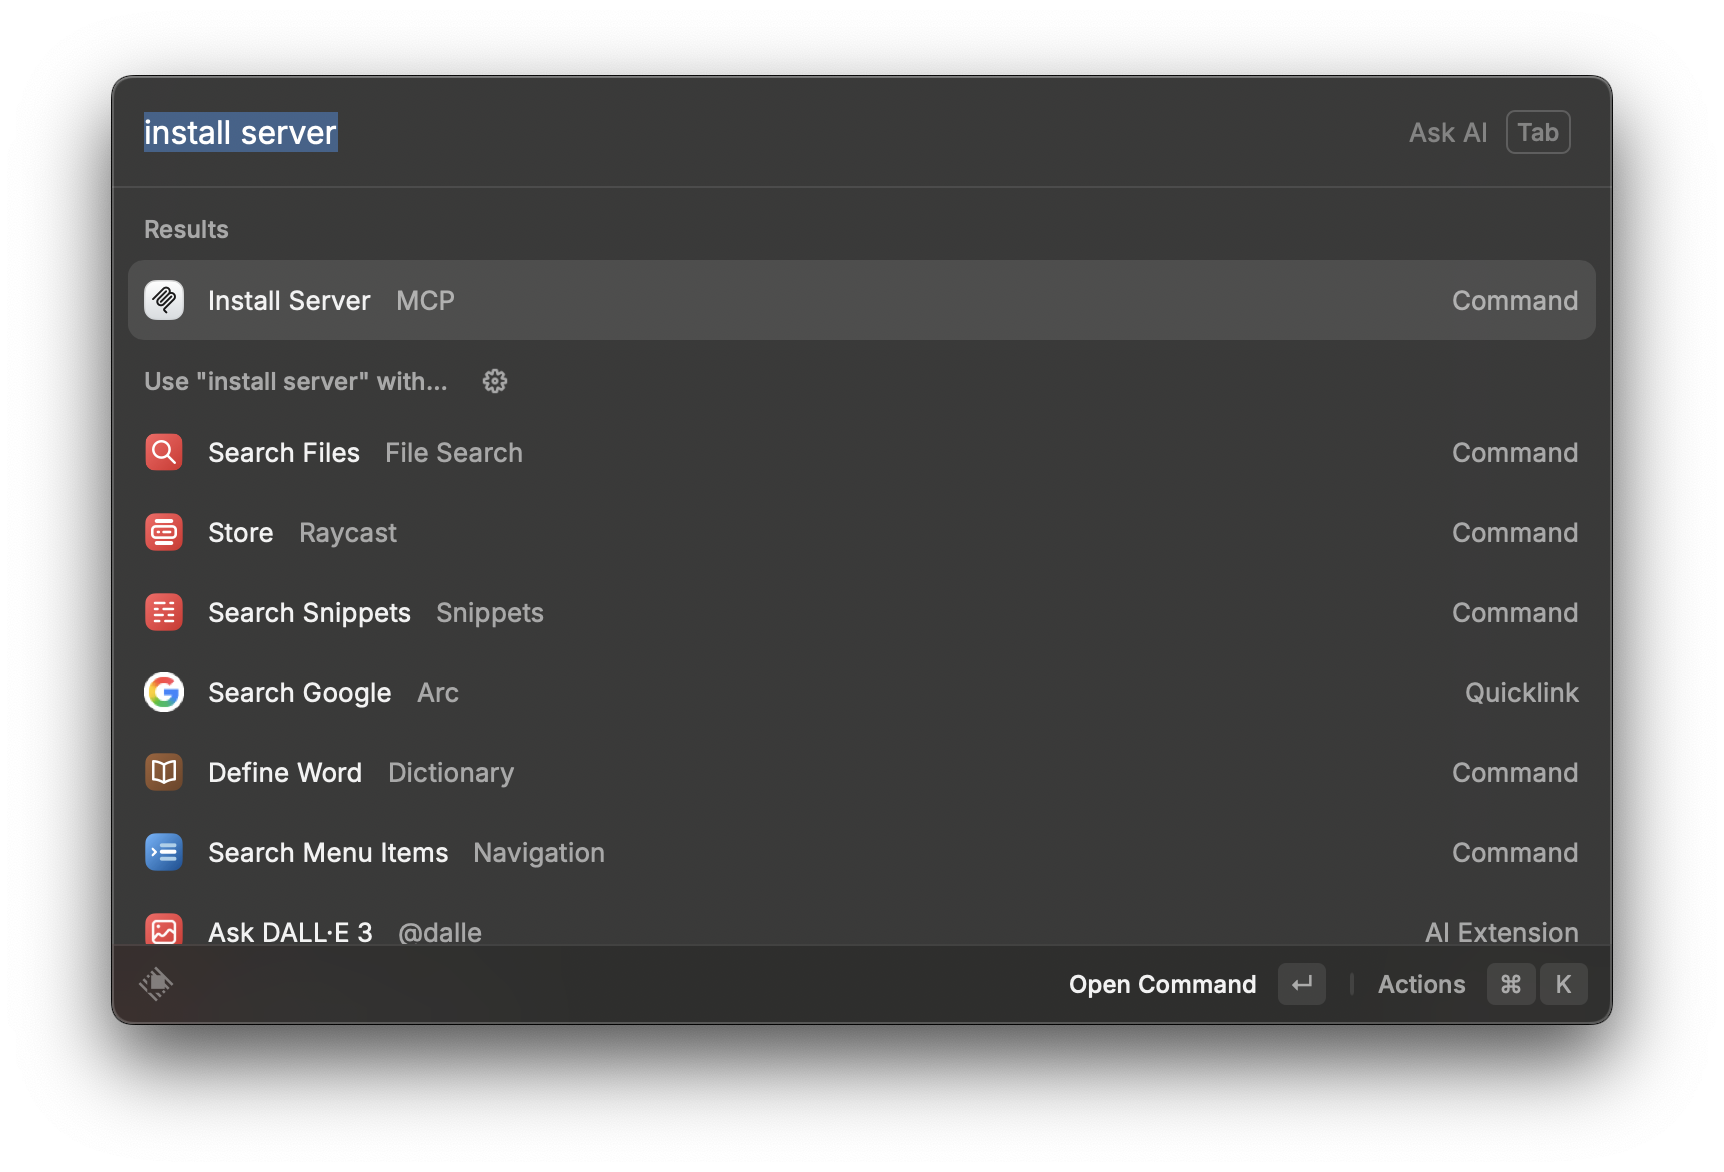 install server Ask AI Tab
Results
Install Server MCP Command
Use "install server" with...
Search Files File Search Command
Store Raycast Command
Search Snippets Snippets Command
Search Google Arc Quicklink
Define Word Dictionary Command
Search Menu Items Navigation Command
Ask DALL·E 3 @dalle AI Extension
Open Command ↵ Actions ⌘ K